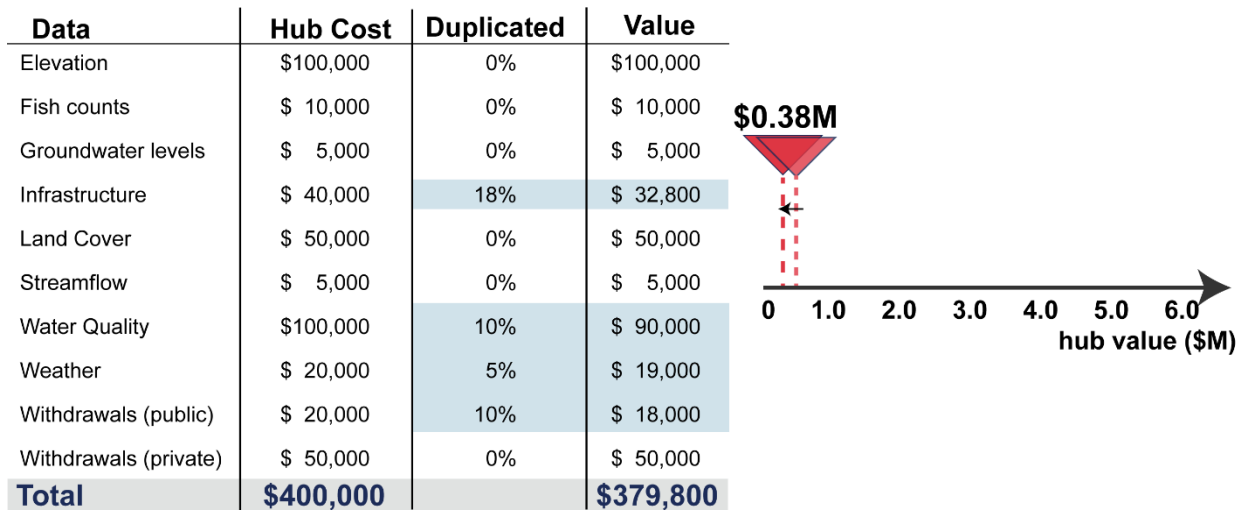 Data Hub Cost Duplicated Value
Elevation $100,000 0% $100,000
Fish counts $ 10,000 0% $ 10,000
Groundwater levels $ 5,000 0% $ 5,000
Infrastructure $ 40,000 18% $ 32,800
Land Cover $ 50,000 0% $ 50,000
Streamflow $ 5,000 0% $ 5,000
Water Quality $100,000 10% $ 90,000
Weather $ 20,000 5% $ 19,000
Withdrawals (public) $ 20,000 10% $ 18,000
Withdrawals (private) $ 50,000 0% $ 50,000
Total $400,000 $379,800
$0.38M
0 1.0 2.0 3.0 4.0 5.0 6.0
hub value ($M)